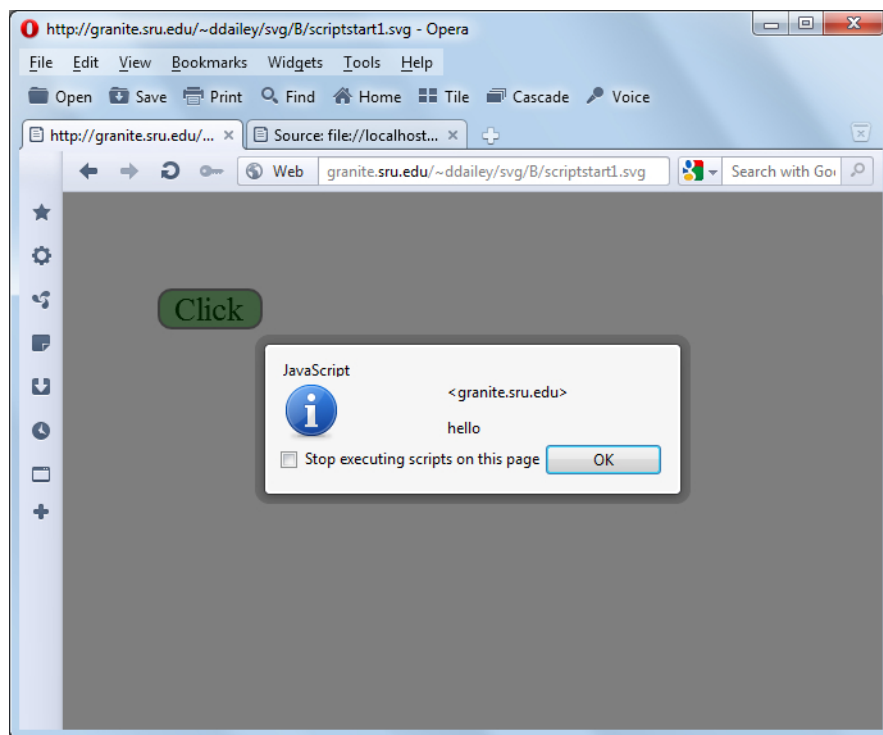 http://granite.sru.edu/~ddailey/svg/B/scriptstart1.svg - Opera
File Edit View Bookmarks Widgets Tools Help
Open Save Print Find Home Tile Cascade Voice
http://granite.sru.edu/... Source: file://localhost...
Web granite.sru.edu/~ddailey/svg/B/scriptstart1.svg Search with Goo
Click
JavaScript
<granite.sru.edu>
hello
Stop executing scripts on this page OK